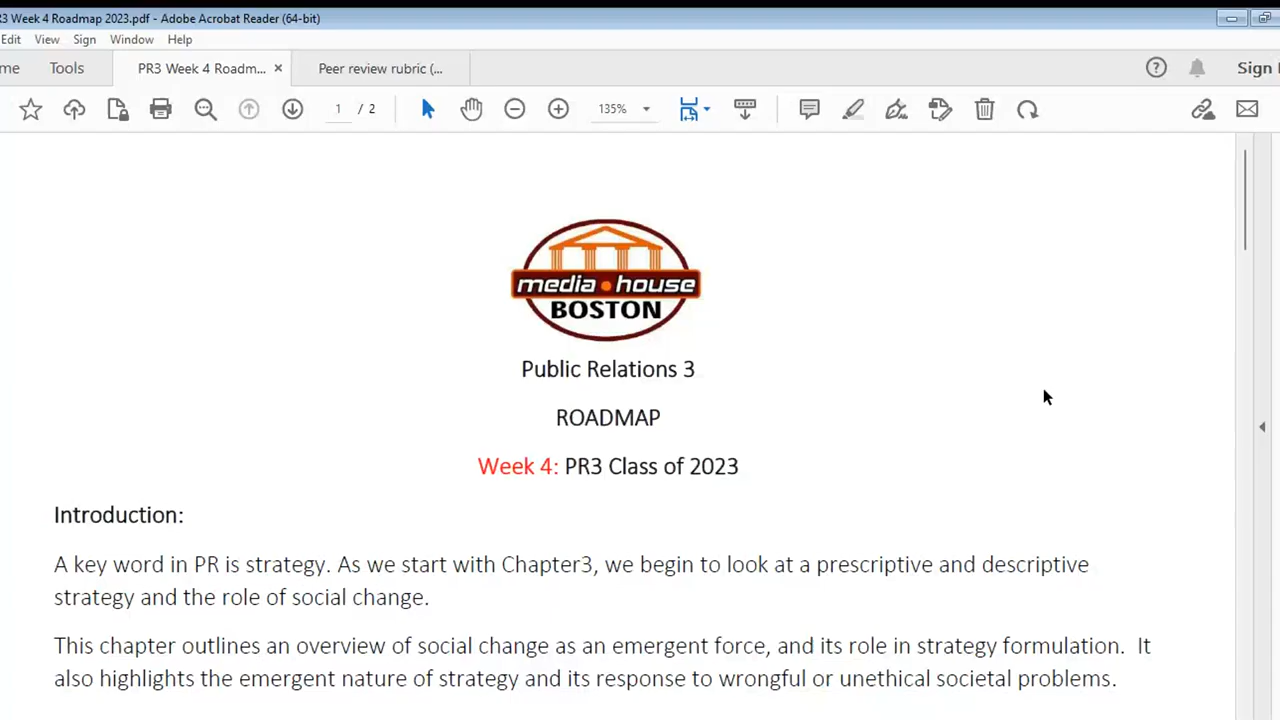 R3 Week 4 Roadmap 2023.pdf - Adobe Acrobat Reader (64-bit)
Edit View Sign Window Help
me Tools PR3 Week 4 Roadm... × Peer review rubric (... Sign
1 / 2 135%
media • house
BOSTON
Public Relations 3
ROADMAP
Week 4: PR3 Class of 2023
Introduction:
A key word in PR is strategy. As we start with Chapter3, we begin to look at a prescriptive and descriptive
strategy and the role of social change.
This chapter outlines an overview of social change as an emergent force, and its role in strategy formulation. It
also highlights the emergent nature of strategy and its response to wrongful or unethical societal problems.